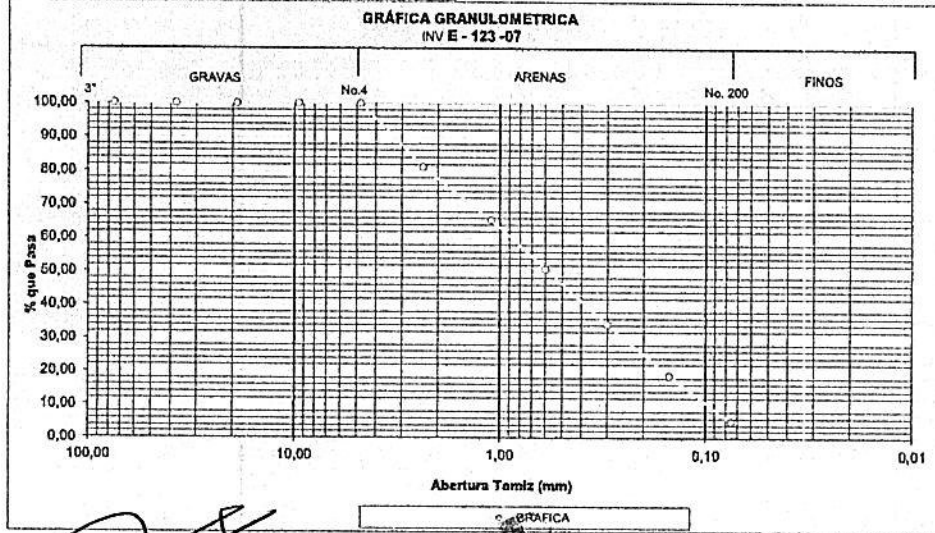 GRÁFICA GRANULOMETRICA
INV E - 123 -07
GRAVAS
ARENAS
FINOS
3"
No.4
No. 200
100,00
90,00
80,00
70,00
60,00
50,00
40,00
30,00
20,00
10,00
0,00
% que Pasa
100,00 10,00 1,00 0,10 0,01
Abertura Tamiz (mm)
GRAFICA